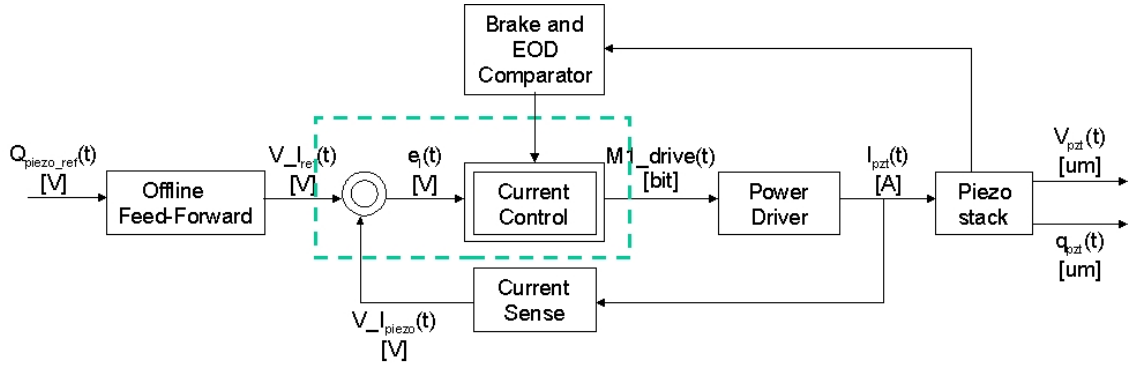 Brake and
EOD
Comparator
Q_piezo_ref(t)
[V]
Offline
Feed-Forward
V_I_ref(t)
[V]
e_I(t)
[V]
Current
Control
M1_drive(t)
[bit]
Power
Driver
I_pzt(t)
[A]
Piezo
stack
V_pzt(t)
[um]
q_pzt(t)
[um]
Current
Sense
V_I_piezo(t)
[V]